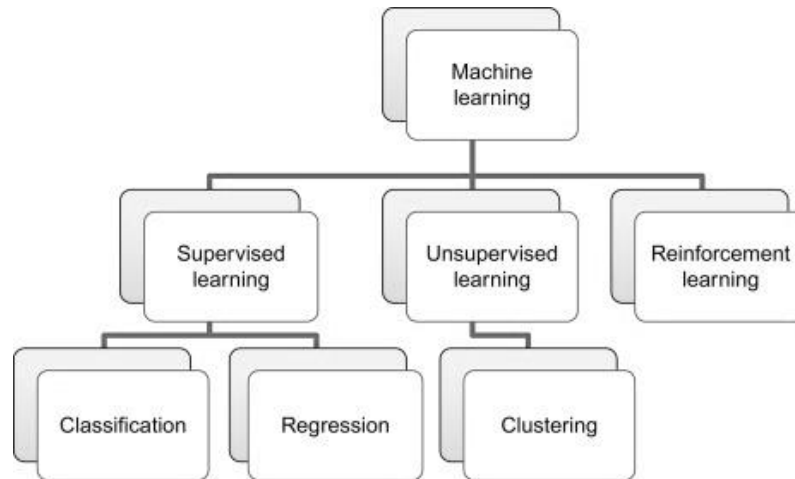 Machine
learning
Supervised
learning
Unsupervised
learning
Reinforcement
learning
Classification
Regression
Clustering